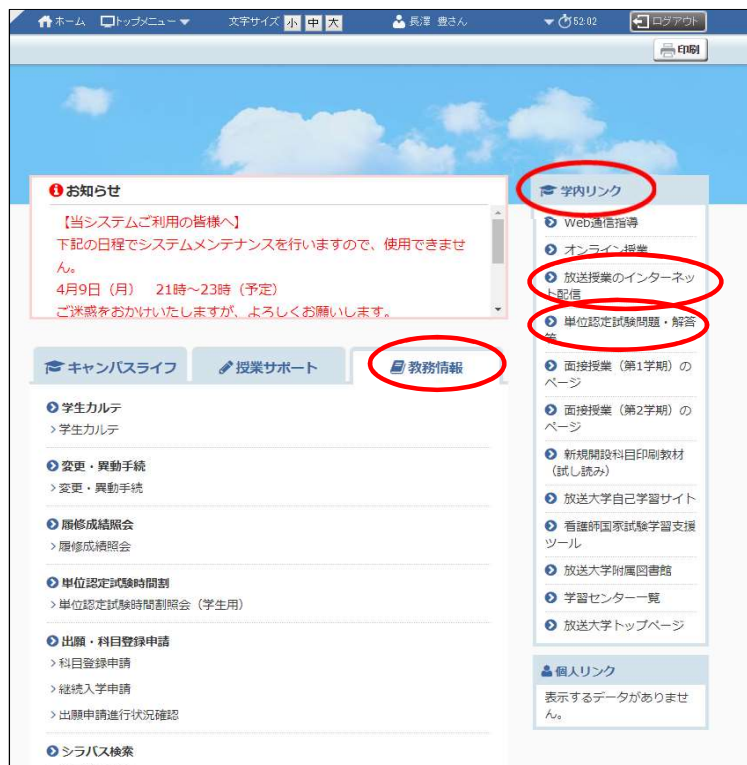 ホーム トップメニュー 文字サイズ 小 中 大 長澤 豊さん 52:02 ログアウト
印刷
お知らせ
【当システムご利用の皆様へ】
下記の日程でシステムメンテナンスを行いますので、使用できませ
ん。
4月9日（月） 21時～23時（予定）
ご迷惑をおかけいたしますが、よろしくお願いします。
キャンパスライフ 授業サポート 教務情報
学生カルテ
>学生カルテ
変更・異動手続
>変更・異動手続
履修成績照会
>履修成績照会
単位認定試験時間割
>単位認定試験時間割照会（学生用）
出願・科目登録申請
>科目登録申請
>継続入学申請
>出願申請進行状況確認
シラバス検索
学内リンク
Web通信指導
オンライン授業
放送授業のインターネッ
ト配信
単位認定試験問題・解答
等
面接授業（第1学期）の
ページ
面接授業（第2学期）の
ページ
新規開設科目印刷教材
（試し読み）
放送大学自己学習サイト
看護師国家試験学習支援
ツール
放送大学附属図書館
学習センター一覧
放送大学トップページ
個人リンク
表示するデータがありませ
ん。